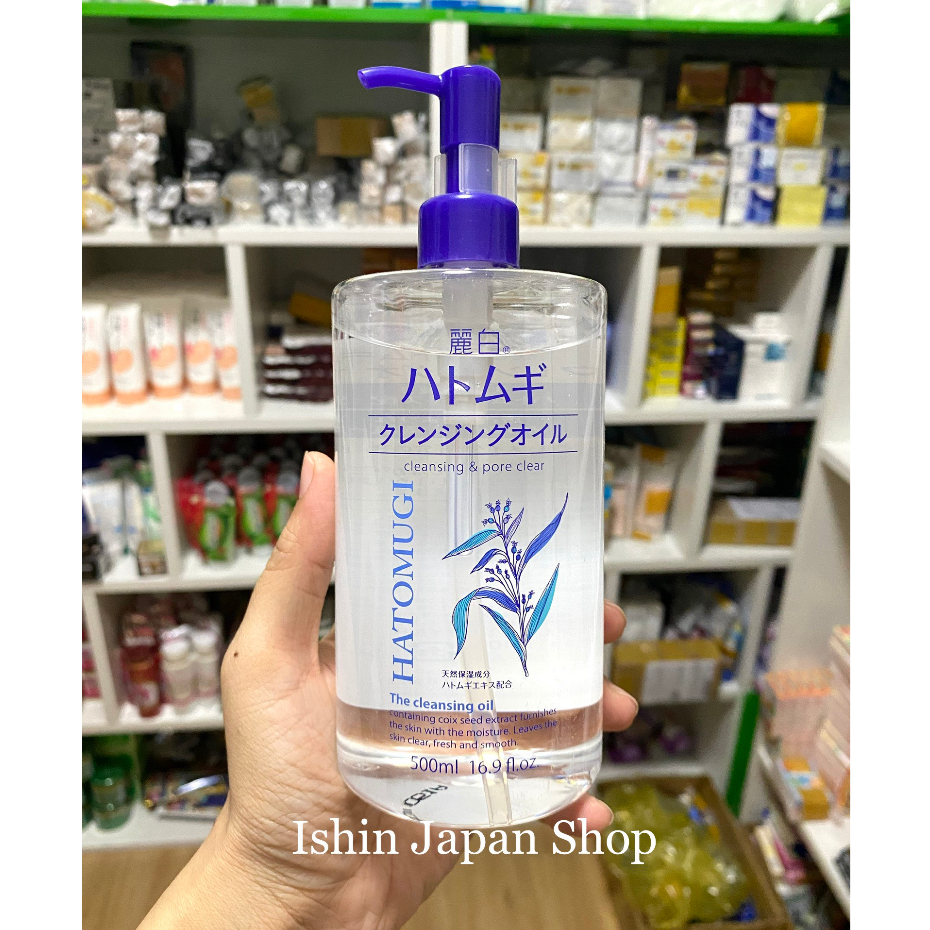 麗白®
ハトムギ
クレンジングオイル
cleansing & pore clear
HATOMUGI
天然保湿成分
ハトムギエキス配合
The cleansing oil
containing coix seed extract furnishes
the skin with the moisture. Leaves the
skin clear, fresh and smooth.
500ml 16.9 fl.oz.
Ishin Japan Shop